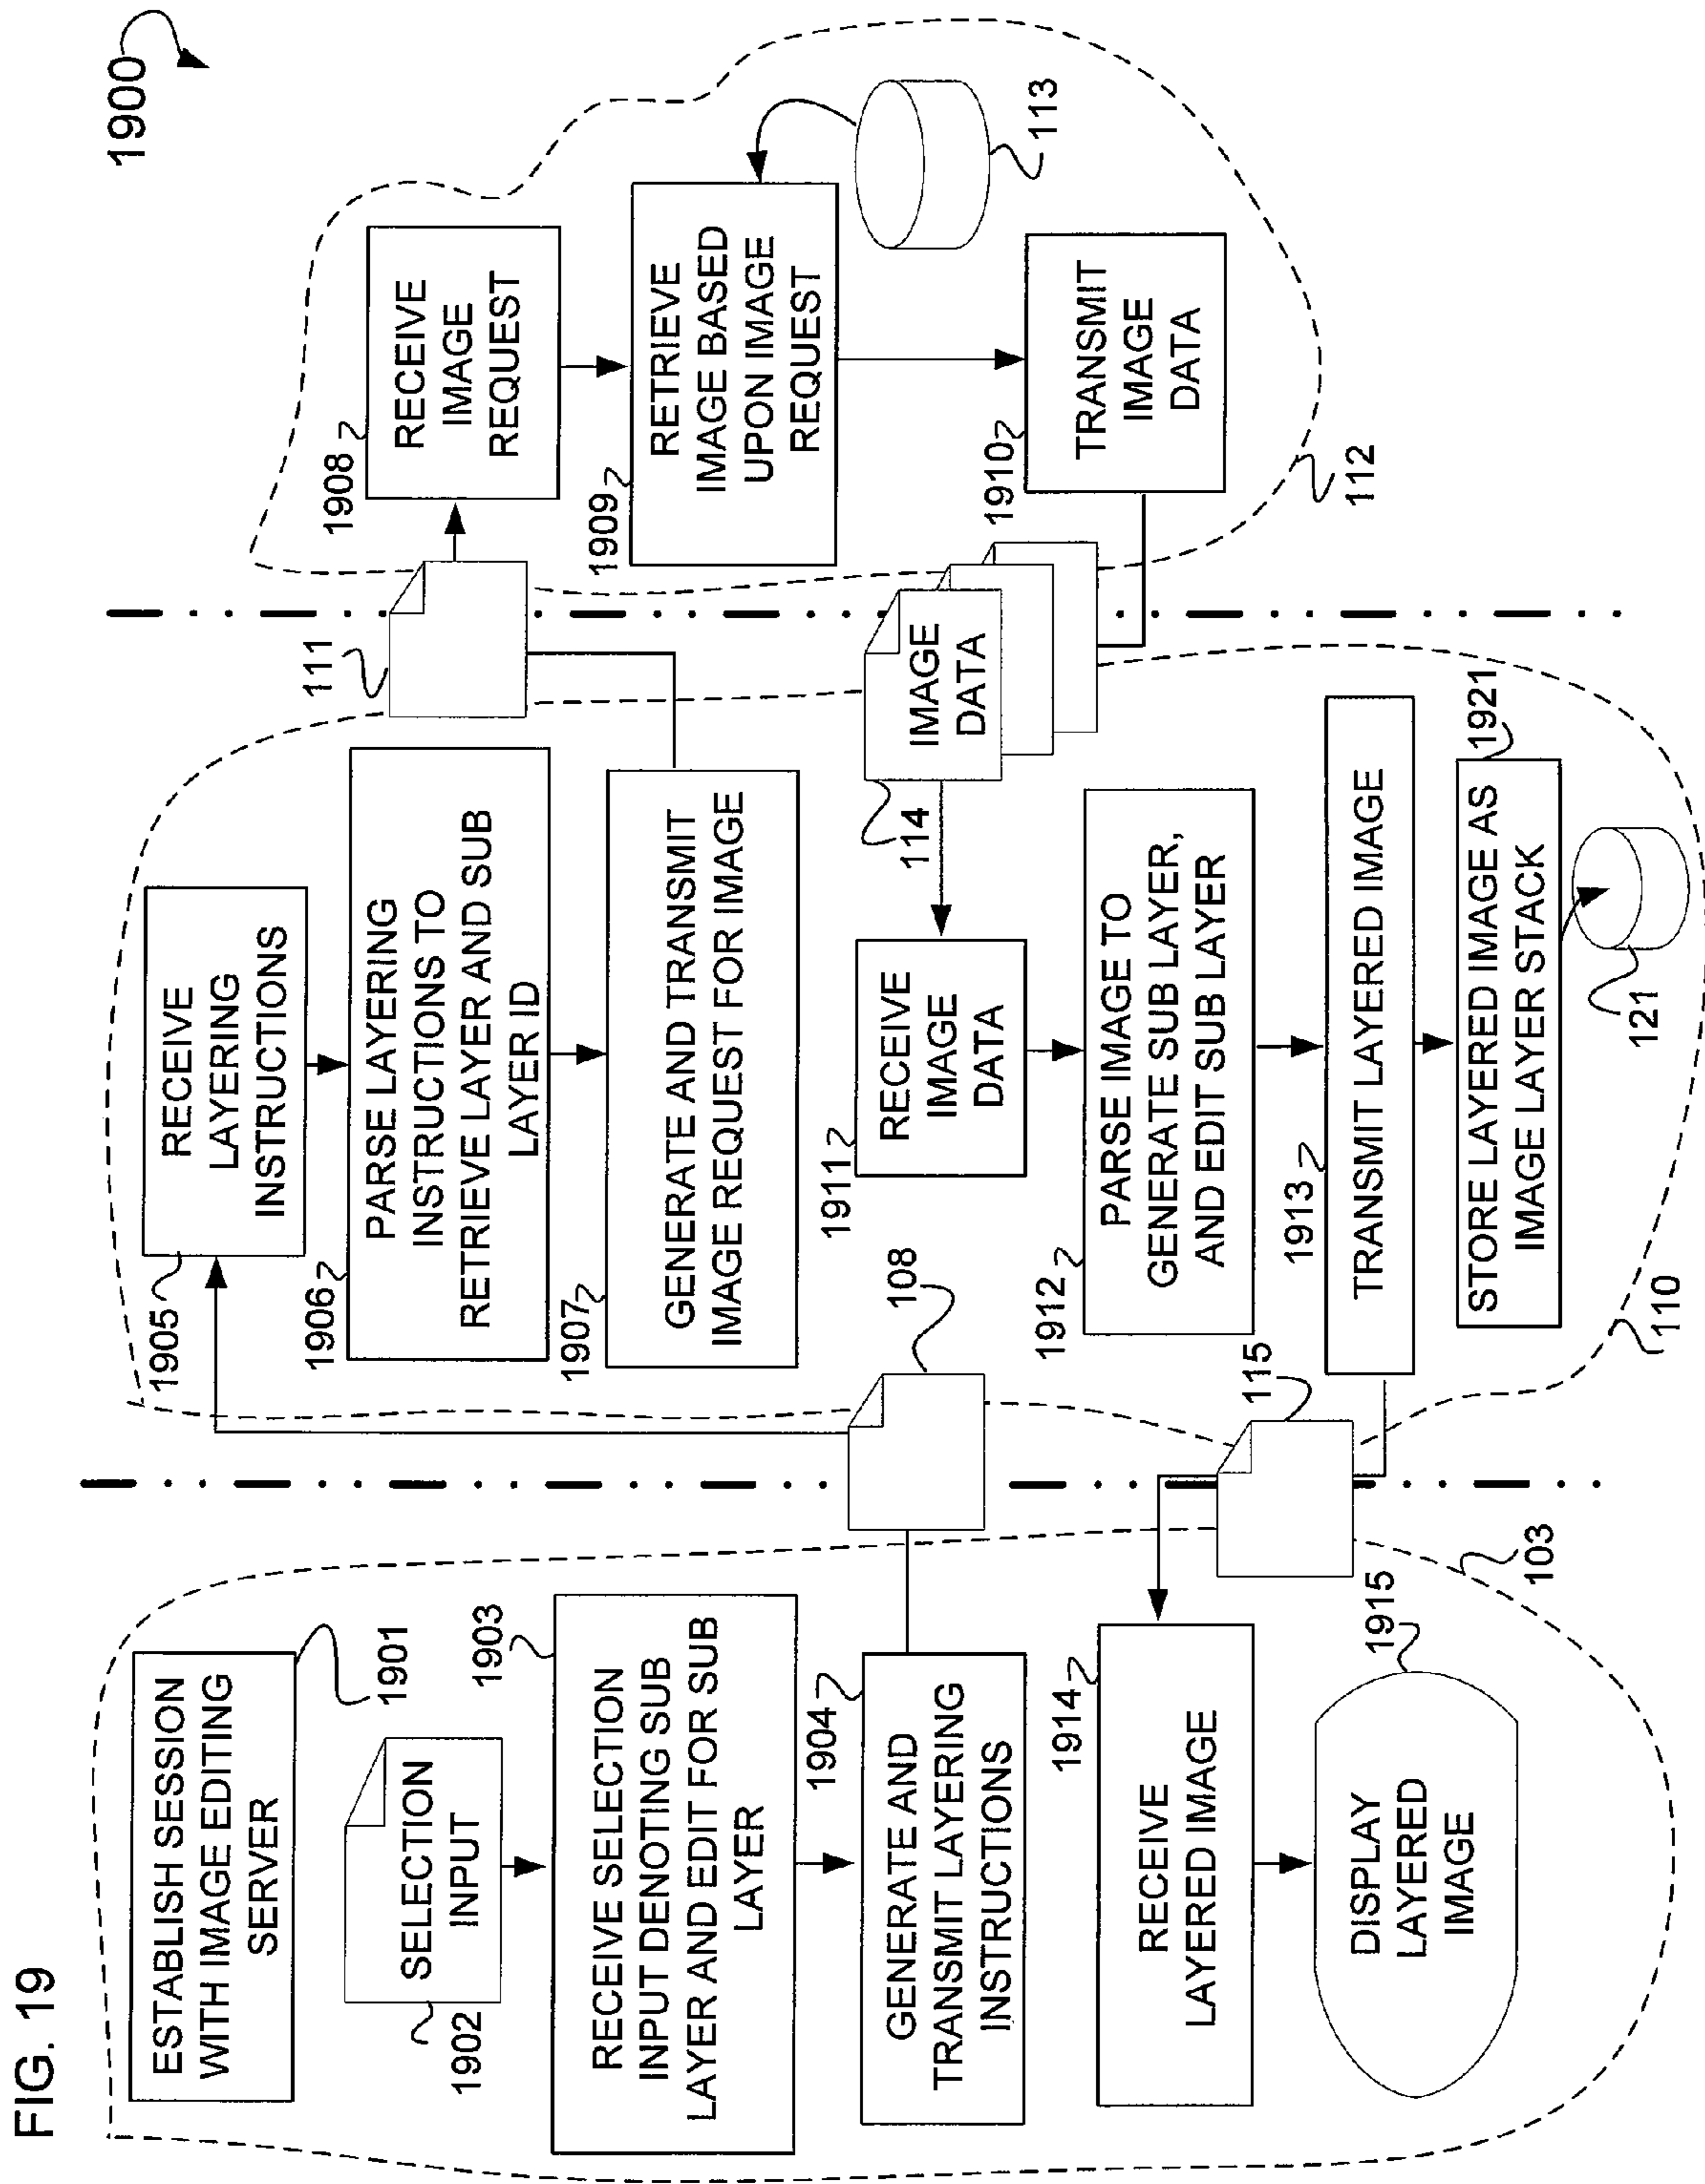 FIG. 19
1900
ESTABLISH SESSION
WITH IMAGE EDITING
SERVER
1901
SELECTION
INPUT
1902
RECEIVE SELECTION
INPUT DENOTING SUB
LAYER AND EDIT FOR SUB
LAYER
1903
GENERATE AND
TRANSMIT LAYERING
INSTRUCTIONS
1904
RECEIVE
LAYERED IMAGE
1914
DISPLAY
LAYERED
IMAGE
1915
103
108
115
RECEIVE
LAYERING
INSTRUCTIONS
1905
PARSE LAYERING
INSTRUCTIONS TO
RETRIEVE LAYER AND SUB
LAYER ID
1906
GENERATE AND TRANSMIT
IMAGE REQUEST FOR IMAGE
1907
RECEIVE
IMAGE
DATA
1911
PARSE IMAGE TO
GENERATE SUB LAYER,
AND EDIT SUB LAYER
1912
TRANSMIT LAYERED IMAGE
1913
STORE LAYERED IMAGE AS
IMAGE LAYER STACK
1921
121
110
111
IMAGE
DATA
114
RECEIVE
IMAGE
REQUEST
1908
RETRIEVE
IMAGE BASED
UPON IMAGE
REQUEST
1909
113
TRANSMIT
IMAGE
DATA
1910
112